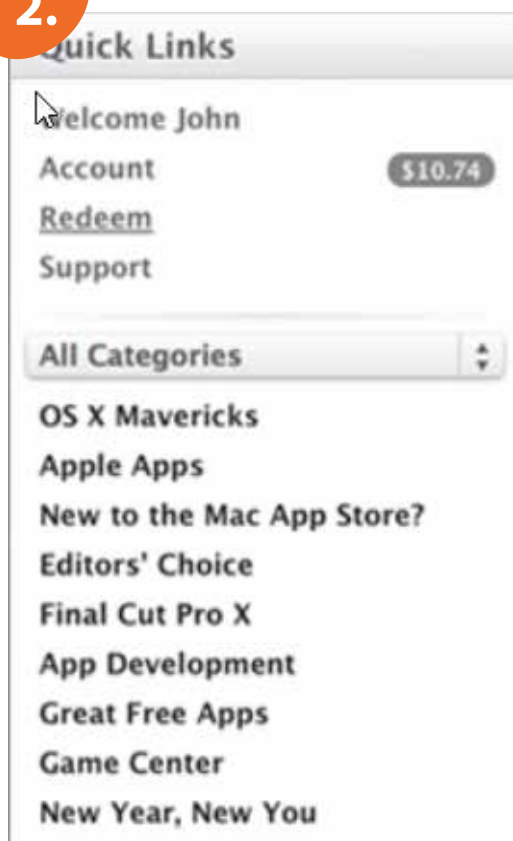 2.
Quick Links
Welcome John
Account $10.74
Redeem
Support
All Categories
OS X Mavericks
Apple Apps
New to the Mac App Store?
Editors' Choice
Final Cut Pro X
App Development
Great Free Apps
Game Center
New Year, New You